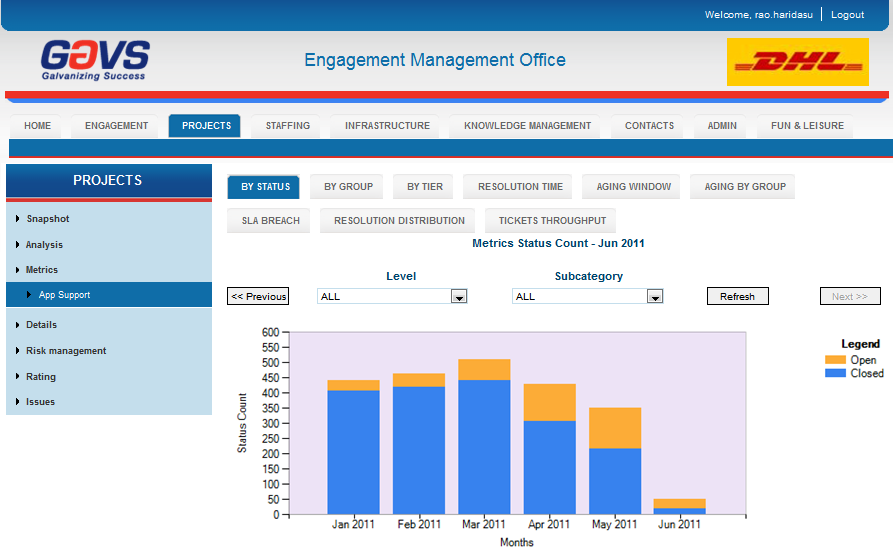 Welcome, rao.haridasu | Logout
GAVS
Galvanizing Success
Engagement Management Office
DHL
HOME ENGAGEMENT PROJECTS STAFFING INFRASTRUCTURE KNOWLEDGE MANAGEMENT CONTACTS ADMIN FUN & LEISURE
PROJECTS
Snapshot
Analysis
Metrics
App Support
Details
Risk management
Rating
Issues
BY STATUS BY GROUP BY TIER RESOLUTION TIME AGING WINDOW AGING BY GROUP
SLA BREACH RESOLUTION DISTRIBUTION TICKETS THROUGHPUT
Metrics Status Count - Jun 2011
Level Subcategory
<< Previous ALL ALL Refresh Next >>
Status Count
600
550
500
450
400
350
300
250
200
150
100
50
0
Jan 2011 Feb 2011 Mar 2011 Apr 2011 May 2011 Jun 2011
Months
Legend
Open
Closed